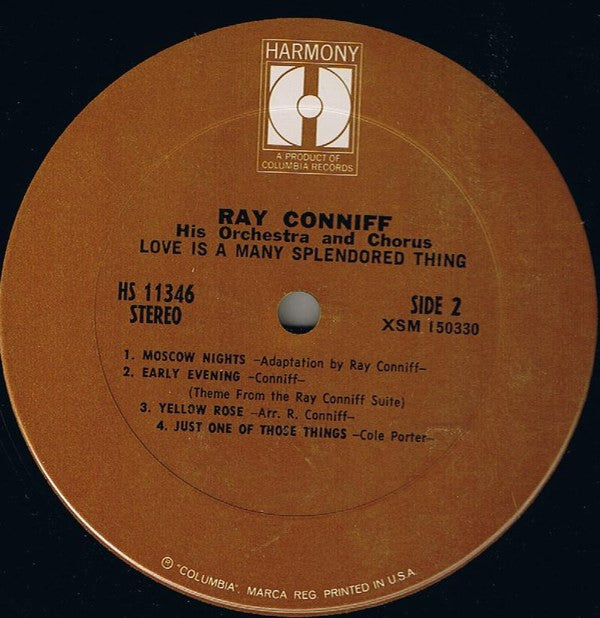 HARMONY
A PRODUCT OF
COLUMBIA RECORDS
RAY CONNIFF
His Orchestra and Chorus
LOVE IS A MANY SPLENDORED THING
HS 11346
STEREO
SIDE 2
XSM 150330
1. MOSCOW NIGHTS –Adaptation by Ray Conniff–
2. EARLY EVENING –Conniff–
(Theme From the Ray Conniff Suite)
3. YELLOW ROSE –Arr. R. Conniff–
4. JUST ONE OF THOSE THINGS –Cole Porter–
℗ "COLUMBIA", MARCA REG. PRINTED IN U.S.A.